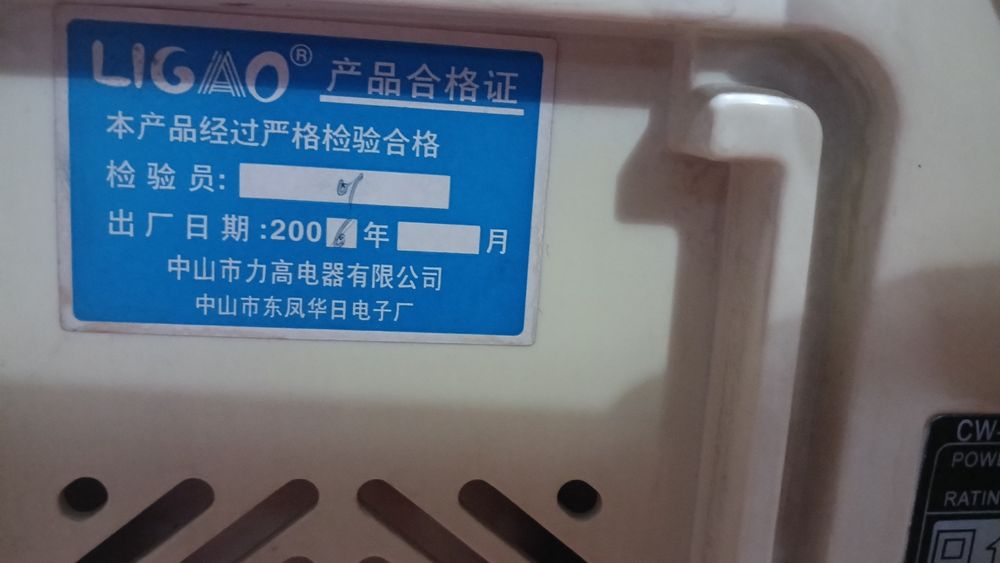 LIGAO® 产品合格证
本产品经过严格检验合格
检验员:
出厂日期:200 年 月
中山市力高电器有限公司
中山市东凤华日电子厂
CW-
POWE
RATIN